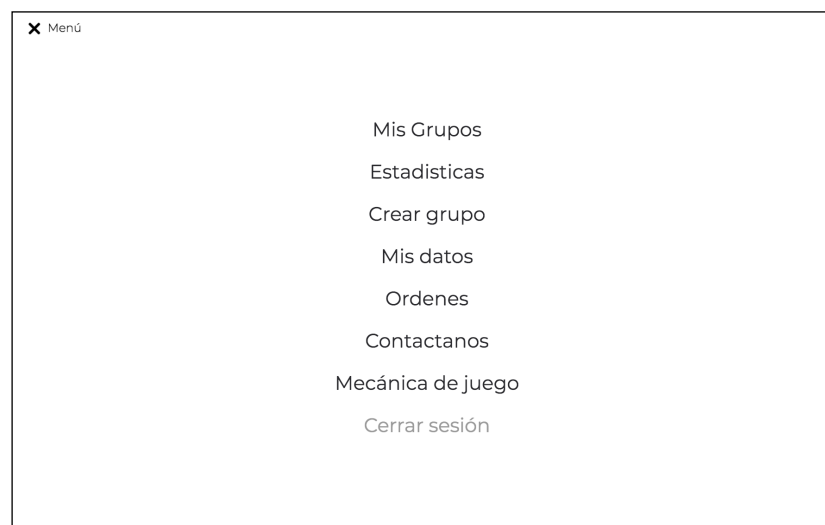 Menú
Mis Grupos
Estadisticas
Crear grupo
Mis datos
Ordenes
Contactanos
Mecánica de juego
Cerrar sesión